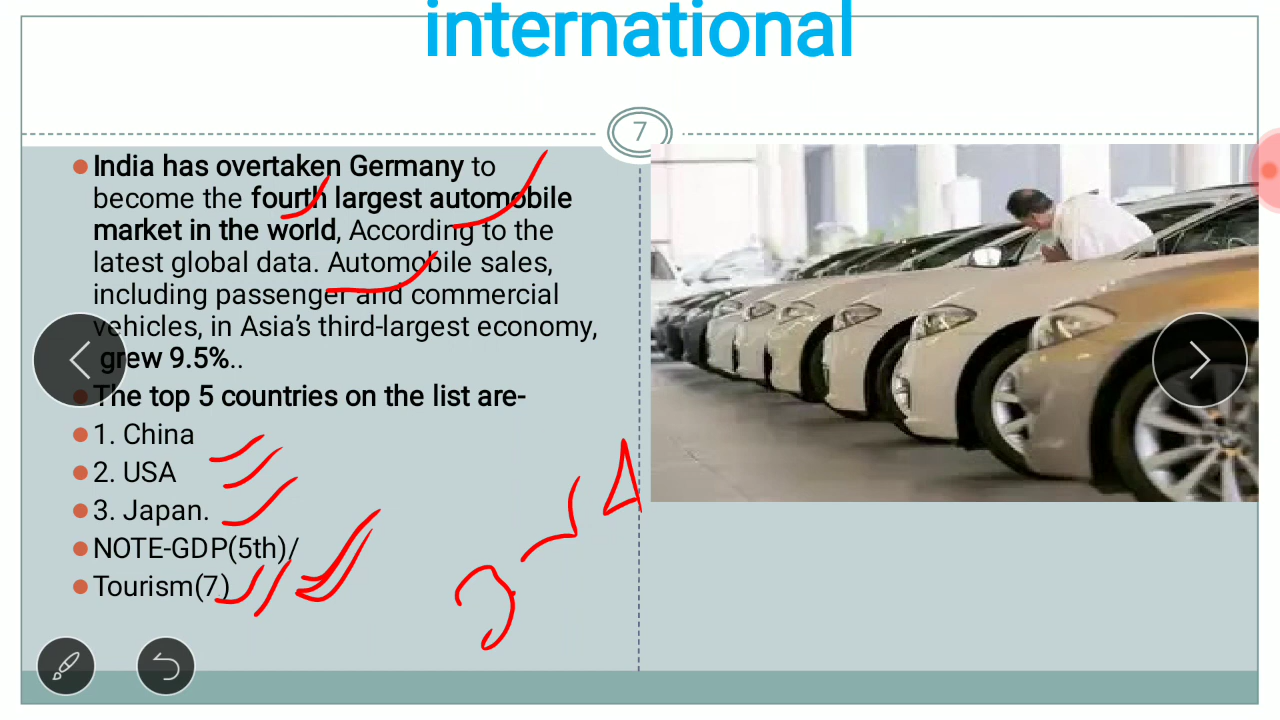 international
7
India has overtaken Germany to
become the fourth largest automobile
market in the world, According to the
latest global data. Automobile sales,
including passenger and commercial
vehicles, in Asia's third-largest economy,
grew 9.5%..
The top 5 countries on the list are-
1. China
2. USA
3. Japan.
NOTE-GDP(5th)/
Tourism(7)